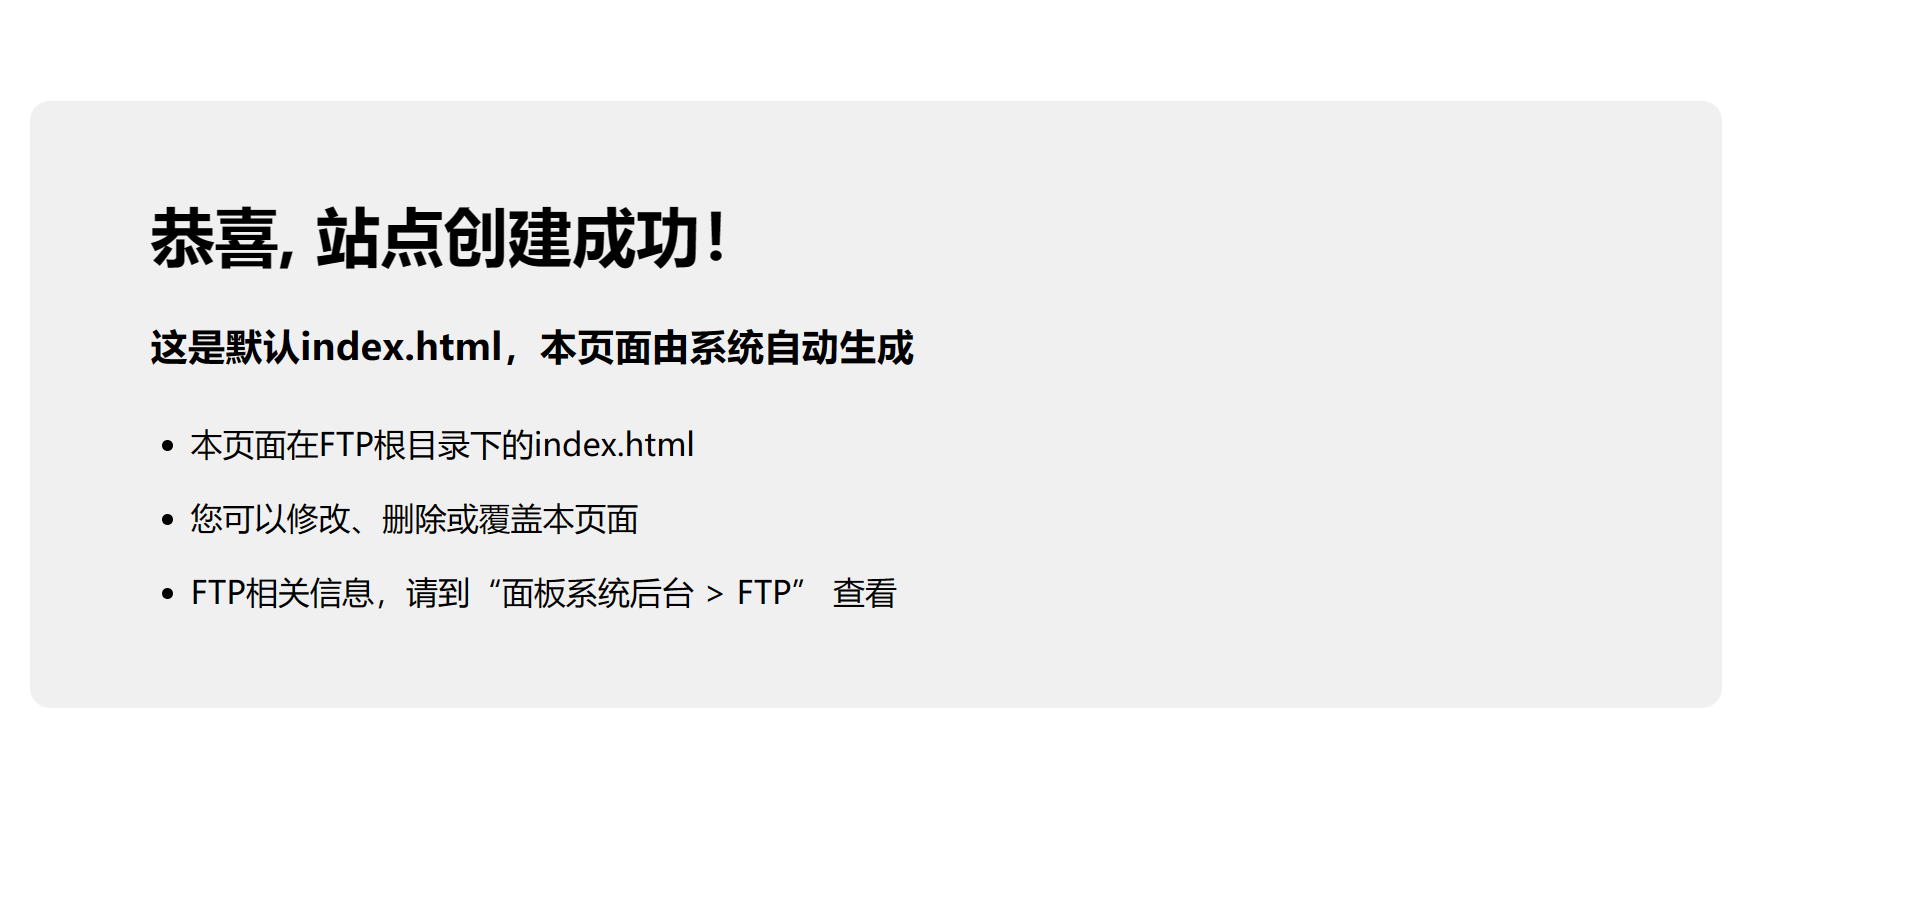 恭喜, 站点创建成功！
这是默认index.html，本页面由系统自动生成
本页面在FTP根目录下的index.html
您可以修改、删除或覆盖本页面
FTP相关信息，请到“面板系统后台 > FTP” 查看